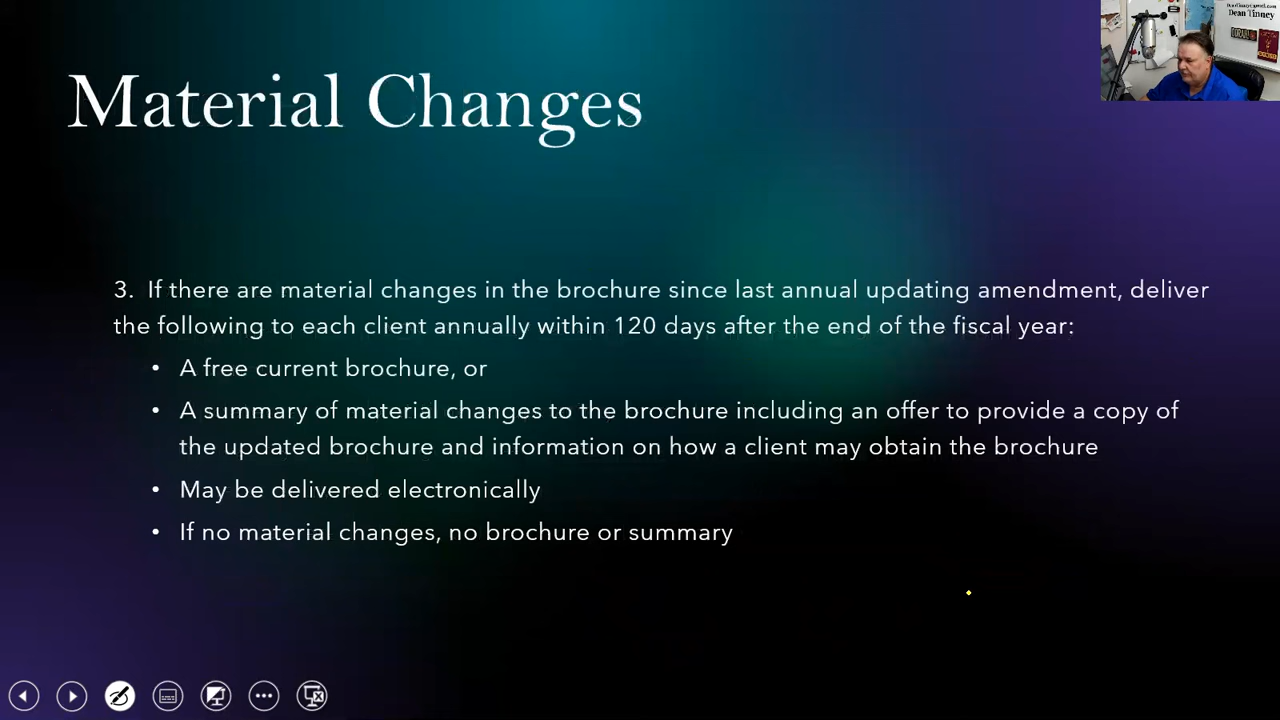 Dean Tinney
Material Changes
3. If there are material changes in the brochure since last annual updating amendment, deliver
the following to each client annually within 120 days after the end of the fiscal year:
• A free current brochure, or
• A summary of material changes to the brochure including an offer to provide a copy of
the updated brochure and information on how a client may obtain the brochure
• May be delivered electronically
• If no material changes, no brochure or summary